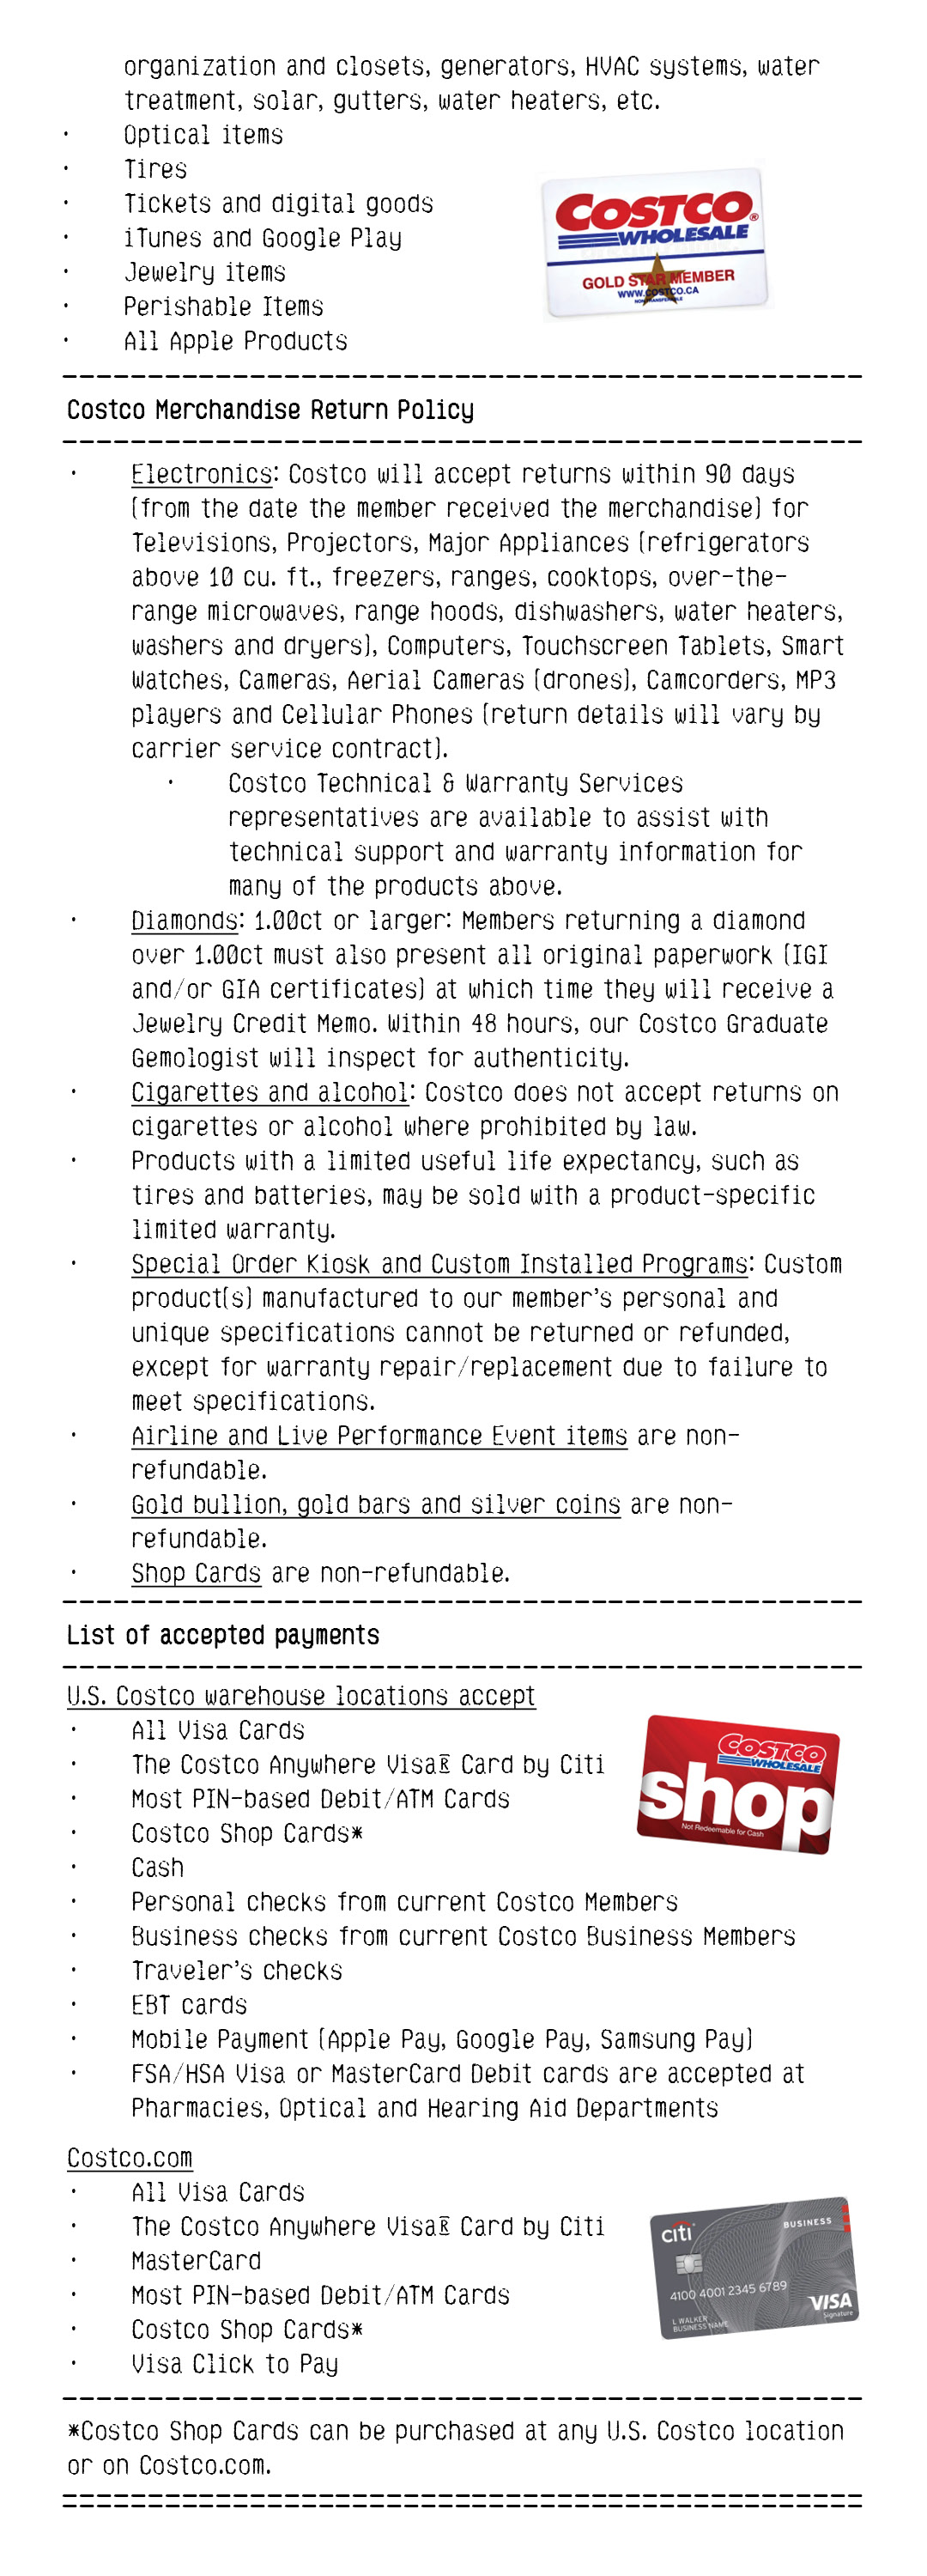 organization and closets, generators, HVAC systems, water
treatment, solar, gutters, water heaters, etc.
· Optical items
· Tires
· Tickets and digital goods
· iTunes and Google Play
· Jewelry items
· Perishable Items
· All Apple Products
COSTCO®
WHOLESALE
GOLD STAR MEMBER
WWW.COSTCO.CA
NON-TRANSFERABLE
Costco Merchandise Return Policy
· Electronics: Costco will accept returns within 90 days
(from the date the member received the merchandise) for
Televisions, Projectors, Major Appliances (refrigerators
above 10 cu. ft., freezers, ranges, cooktops, over-the-
range microwaves, range hoods, dishwashers, water heaters,
washers and dryers), Computers, Touchscreen Tablets, Smart
Watches, Cameras, Aerial Cameras (drones), Camcorders, MP3
players and Cellular Phones (return details will vary by
carrier service contract).
· Costco Technical & Warranty Services
representatives are available to assist with
technical support and warranty information for
many of the products above.
· Diamonds: 1.00ct or larger: Members returning a diamond
over 1.00ct must also present all original paperwork (IGI
and/or GIA certificates) at which time they will receive a
Jewelry Credit Memo. Within 48 hours, our Costco Graduate
Gemologist will inspect for authenticity.
· Cigarettes and alcohol: Costco does not accept returns on
cigarettes or alcohol where prohibited by law.
· Products with a limited useful life expectancy, such as
tires and batteries, may be sold with a product-specific
limited warranty.
· Special Order Kiosk and Custom Installed Programs: Custom
product(s) manufactured to our member's personal and
unique specifications cannot be returned or refunded,
except for warranty repair/replacement due to failure to
meet specifications.
· Airline and Live Performance Event items are non-
refundable.
· Gold bullion, gold bars and silver coins are non-
refundable.
· Shop Cards are non-refundable.
List of accepted payments
U.S. Costco warehouse locations accept
· All Visa Cards
· The Costco Anywhere Visa® Card by Citi
· Most PIN-based Debit/ATM Cards
· Costco Shop Cards*
· Cash
· Personal checks from current Costco Members
· Business checks from current Costco Business Members
· Traveler's checks
· EBT cards
· Mobile Payment (Apple Pay, Google Pay, Samsung Pay)
· FSA/HSA Visa or MasterCard Debit cards are accepted at
Pharmacies, Optical and Hearing Aid Departments
COSTCO
WHOLESALE
shop
Not Redeemable for Cash
Costco.com
· All Visa Cards
· The Costco Anywhere Visa® Card by Citi
· MasterCard
· Most PIN-based Debit/ATM Cards
· Costco Shop Cards*
· Visa Click to Pay
citi
BUSINESS
4100 4001 2345 6789
L WALKER
BUSINESS NAME
VISA
Signature
*Costco Shop Cards can be purchased at any U.S. Costco location
or on Costco.com.